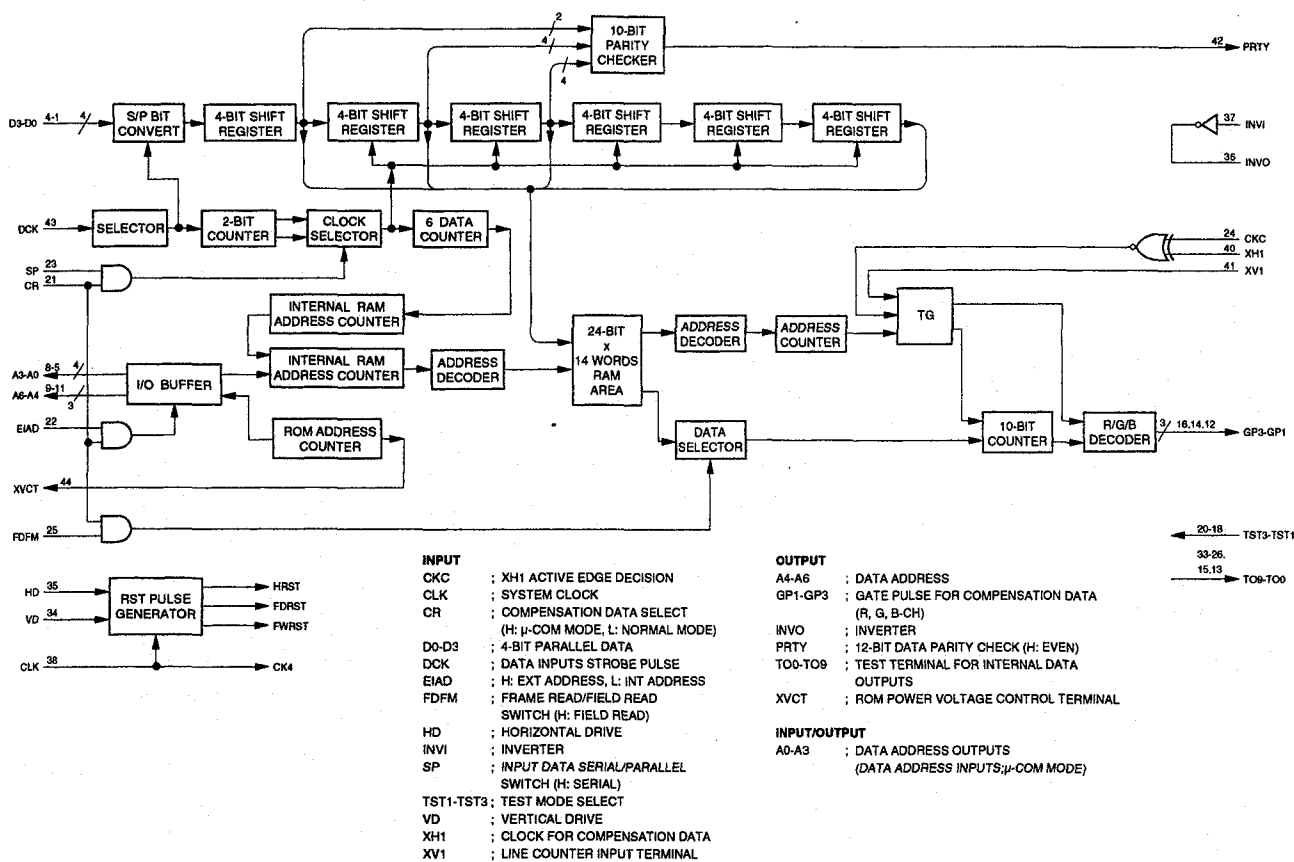 2
10-BIT
PARITY
CHECKER
4
4
42 PRTY
D3-D0 4-1 4
S/P BIT
CONVERT
4-BIT SHIFT
REGISTER
4-BIT SHIFT
REGISTER
4-BIT SHIFT
REGISTER
4-BIT SHIFT
REGISTER
4-BIT SHIFT
REGISTER
4-BIT SHIFT
REGISTER
37 INVI
36 INVO
DCK 43
SELECTOR
2-BIT
COUNTER
CLOCK
SELECTOR
6 DATA
COUNTER
24 CKC
40 XH1
41 XV1
SP 23
CR 21
INTERNAL RAM
ADDRESS COUNTER
INTERNAL RAM
ADDRESS COUNTER
ADDRESS
DECODER
24-BIT
x
14 WORDS
RAM
AREA
ADDRESS
DECODER
ADDRESS
COUNTER
TG
A3-A0 8-5 4
A6-A4 9-11 3
I/O BUFFER
EIAD 22
ROM ADDRESS
COUNTER
DATA
SELECTOR
10-BIT
COUNTER
R/G/B
DECODER
3 16,14,12 GP3-GP1
XVCT 44
FDFM 25
20-18 TST3-TST1
33-26,
15,13 TO9-TO0
HD 35
VD 34
RST PULSE
GENERATOR
HRST
FDRST
FWRST
CLK 38
CK4
INPUT
CKC ; XH1 ACTIVE EDGE DECISION
CLK ; SYSTEM CLOCK
CR ; COMPENSATION DATA SELECT
(H: μ-COM MODE, L: NORMAL MODE)
D0-D3 ; 4-BIT PARALLEL DATA
DCK ; DATA INPUTS STROBE PULSE
EIAD ; H: EXT ADDRESS, L: INT ADDRESS
FDFM ; FRAME READ/FIELD READ
SWITCH (H: FIELD READ)
HD ; HORIZONTAL DRIVE
INVI ; INVERTER
SP ; INPUT DATA SERIAL/PARALLEL
SWITCH (H: SERIAL)
TST1-TST3 ; TEST MODE SELECT
VD ; VERTICAL DRIVE
XH1 ; CLOCK FOR COMPENSATION DATA
XV1 ; LINE COUNTER INPUT TERMINAL
OUTPUT
A4-A6 ; DATA ADDRESS
GP1-GP3 ; GATE PULSE FOR COMPENSATION DATA
(R, G, B-CH)
INVO ; INVERTER
PRTY ; 12-BIT DATA PARITY CHECK (H: EVEN)
TO0-TO9 ; TEST TERMINAL FOR INTERNAL DATA
OUTPUTS
XVCT ; ROM POWER VOLTAGE CONTROL TERMINAL
INPUT/OUTPUT
A0-A3 ; DATA ADDRESS OUTPUTS
(DATA ADDRESS INPUTS;μ-COM MODE)